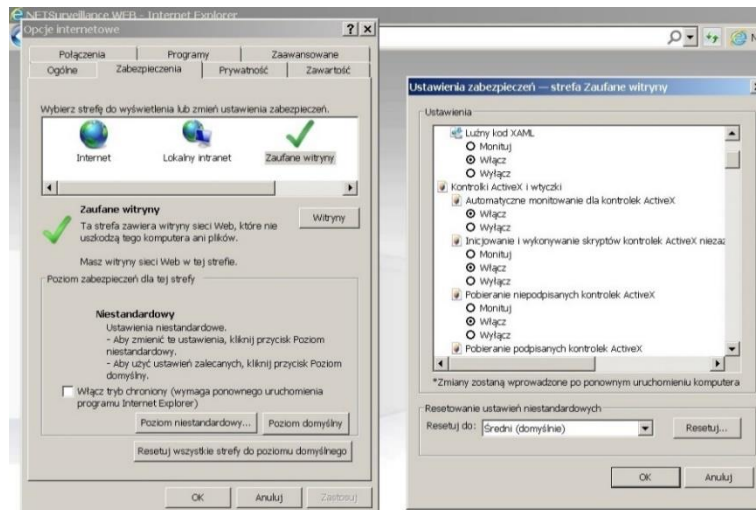 NETSurveillance WEB - Internet Explorer
Opcje internetowe
Połączenia Programy Zaawansowane
Ogólne Zabezpieczenia Prywatność Zawartość
Wybierz strefę do wyświetlenia lub zmień ustawienia zabezpieczeń.
Internet Lokalny intranet Zaufane witryny
Zaufane witryny
Ta strefa zawiera witryny sieci Web, które nie
uszkodzą tego komputera ani plików.
Witryny
Masz witryny sieci Web w tej strefie.
Poziom zabezpieczeń dla tej strefy
Niestandardowy
Ustawienia niestandardowe.
- Aby zmienić te ustawienia, kliknij przycisk Poziom
niestandardowy.
- Aby użyć ustawień zalecanych, kliknij przycisk Poziom
domyślny.
Włącz tryb chroniony (wymaga ponownego uruchomienia
programu Internet Explorer)
Poziom niestandardowy... Poziom domyślny
Resetuj wszystkie strefy do poziomu domyślnego
OK Anuluj Zastosuj
Ustawienia zabezpieczeń — strefa Zaufane witryny
Ustawienia
Luźny kod XAML
Monituj
Włącz
Wyłącz
Kontrolki ActiveX i wtyczki
Automatyczne monitowanie dla kontrolek ActiveX
Włącz
Wyłącz
Inicjowanie i wykonywanie skryptów kontrolek ActiveX niezaz
Monituj
Włącz
Wyłącz
Pobieranie niepodpisanych kontrolek ActiveX
Monituj
Włącz
Wyłącz
Pobieranie podpisanych kontrolek ActiveX
*Zmiany zostaną wprowadzone po ponownym uruchomieniu komputera
Resetowanie ustawień niestandardowych
Resetuj do: Średni (domyślnie) Resetuj...
OK Anuluj